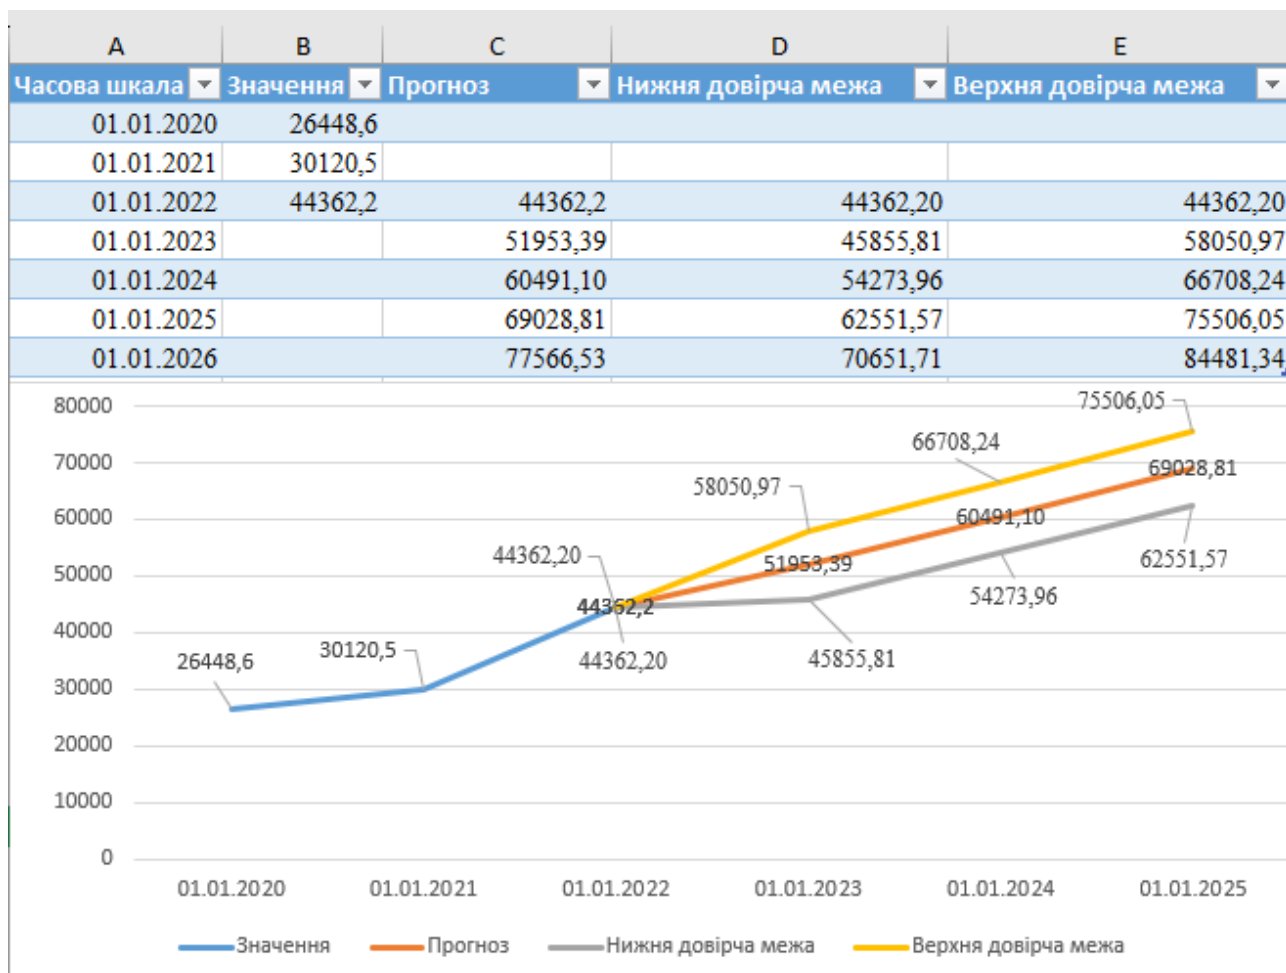 A B C D E
Часова шкала Значення Прогноз Нижня довірча межа Верхня довірча межа
01.01.2020 26448,6
01.01.2021 30120,5
01.01.2022 44362,2 44362,2 44362,20 44362,20
01.01.2023 51953,39 45855,81 58050,97
01.01.2024 60491,10 54273,96 66708,24
01.01.2025 69028,81 62551,57 75506,05
01.01.2026 77566,53 70651,71 84481,34
80000
75506,05
66708,24
70000
69028,81
58050,97
60000
60491,10
44362,20
51953,39
62551,57
50000
44362,2
54273,96
40000
26448,6
30120,5
44362,20
45855,81
30000
20000
10000
0
01.01.2020 01.01.2021 01.01.2022 01.01.2023 01.01.2024 01.01.2025
Значення Прогноз Нижня довірча межа Верхня довірча межа